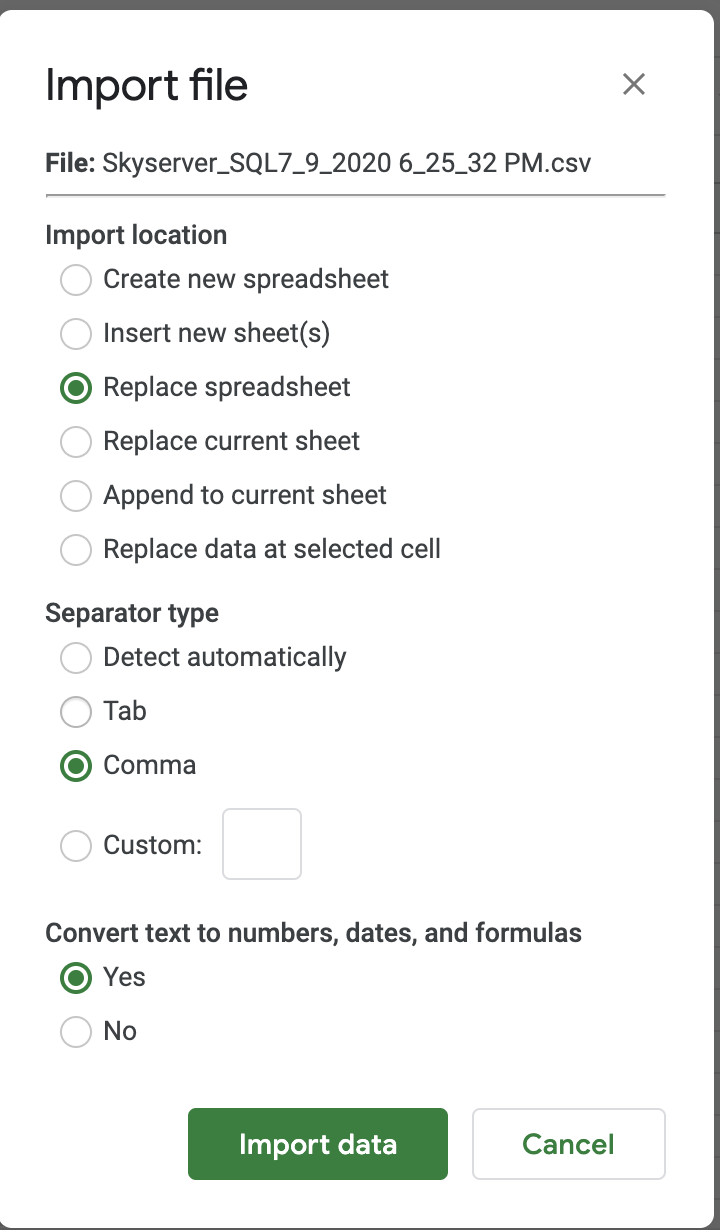 Import file
File: Skyserver_SQL7_9_2020 6_25_32 PM.csv
Import location
Create new spreadsheet
Insert new sheet(s)
Replace spreadsheet
Replace current sheet
Append to current sheet
Replace data at selected cell
Separator type
Detect automatically
Tab
Comma
Custom:
Convert text to numbers, dates, and formulas
Yes
No
Import data Cancel